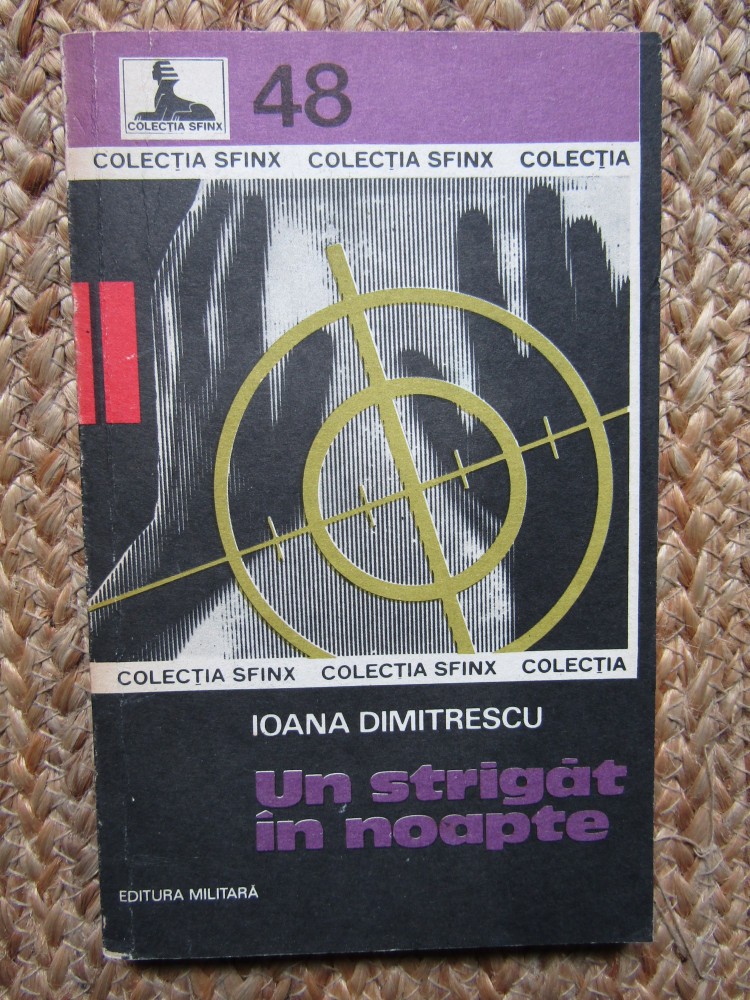 COLECȚIA SFINX
48
COLECȚIA SFINX COLECȚIA SFINX COLECȚIA
COLECȚIA SFINX COLECȚIA SFINX COLECȚIA
IOANA DIMITRESCU
Un strigăt
în noapte
EDITURA MILITARĂ